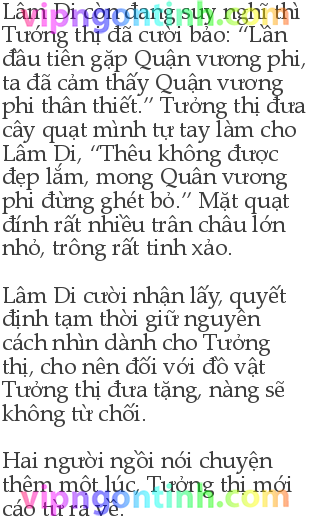 Lâm Di còn đang suy nghĩ thì
Tưởng thị đã cười bảo: “Lần
đầu tiên gặp Quận vương phi,
ta đã cảm thấy Quận vương
phi thân thiết.” Tưởng thị đưa
cây quạt mình tự tay làm cho
Lâm Di, “Thêu không được
đẹp lắm, mong Quân vương
phi đừng ghét bỏ.” Mặt quạt
đính rất nhiều trân châu lớn
nhỏ, trông rất tinh xảo.
Lâm Di cười nhận lấy, quyết
định tạm thời giữ nguyên
cách nhìn dành cho Tưởng
thị, cho nên đối với đồ vật
Tưởng thị đưa tặng, nàng sẽ
không từ chối.
Hai người ngồi nói chuyện
thêm một lúc, Tưởng thị mới
cáo từ ra về.
vipngontinh.com
vipngontinh.com